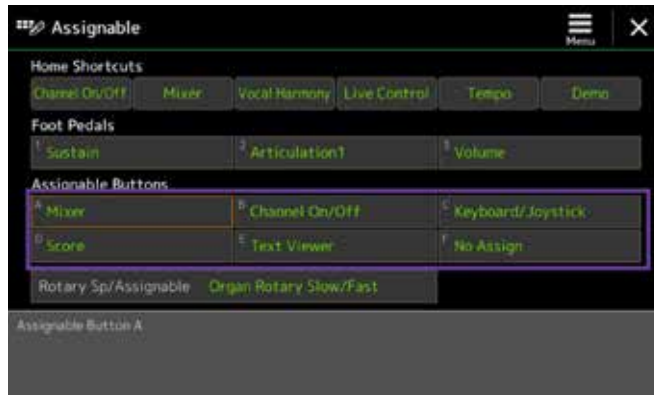 Assignable
Menu
Home Shortcuts
Channel On/Off Mixer Vocal Harmony Live Control Tempo Demo
Foot Pedals
1 Sustain 2 Articulation1 3 Volume
Assignable Buttons
A Mixer B Channel On/Off C Keyboard/Joystick
D Score E Text Viewer F No Assign
Rotary Sp/Assignable Organ Rotary Slow/Fast
Assignable Button A